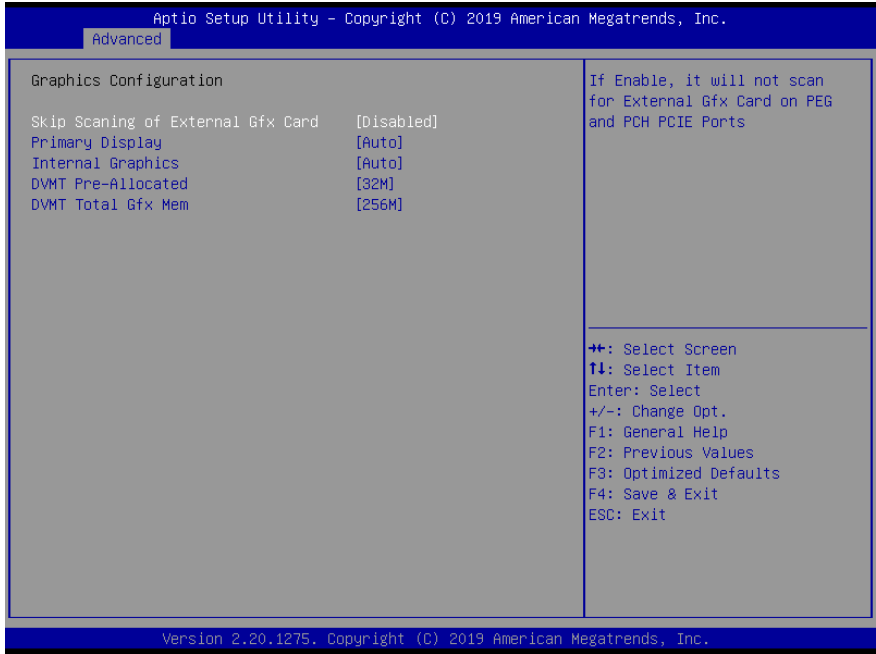 Aptio Setup Utility – Copyright (C) 2019 American Megatrends, Inc.
Advanced
Graphics Configuration
Skip Scaning of External Gfx Card [Disabled]
Primary Display [Auto]
Internal Graphics [Auto]
DVMT Pre-Allocated [32M]
DVMT Total Gfx Mem [256M]
If Enable, it will not scan
for External Gfx Card on PEG
and PCH PCIE Ports
→←: Select Screen
↑↓: Select Item
Enter: Select
+/-: Change Opt.
F1: General Help
F2: Previous Values
F3: Optimized Defaults
F4: Save & Exit
ESC: Exit
Version 2.20.1275. Copyright (C) 2019 American Megatrends, Inc.